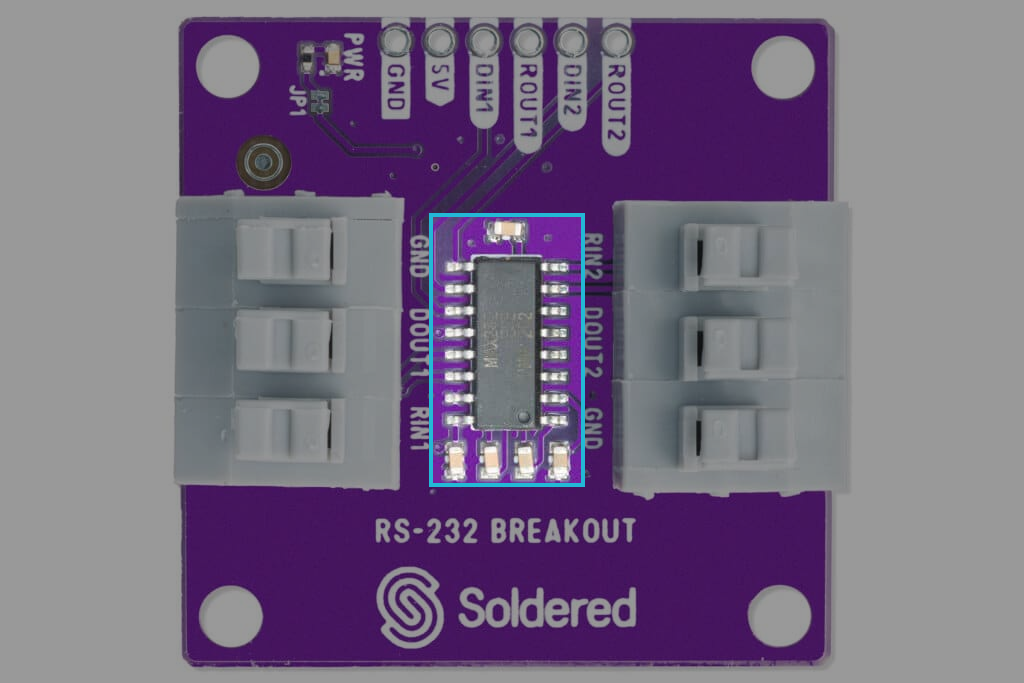 PWR
JP1
GND
5V
DIN1
ROUT1
DIN2
ROUT2
GND
DOUT1
RIN1
RIN2
DOUT2
GND
RS-232 BREAKOUT
Soldered